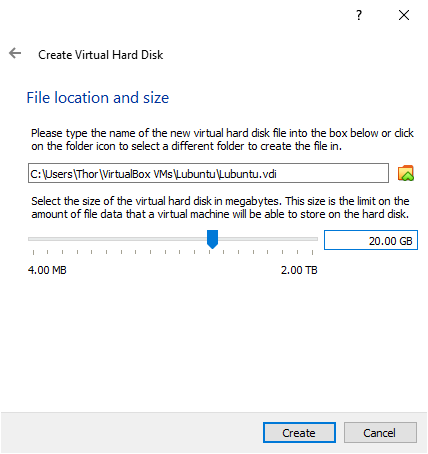 ?
Create Virtual Hard Disk
File location and size
Please type the name of the new virtual hard disk file into the box below or click
on the folder icon to select a different folder to create the file in.
C:\Users\Thor\VirtualBox VMs\Lubuntu\Lubuntu.vdi
Select the size of the virtual hard disk in megabytes. This size is the limit on the
amount of file data that a virtual machine will be able to store on the hard disk.
20.00 GB
4.00 MB 2.00 TB
Create Cancel